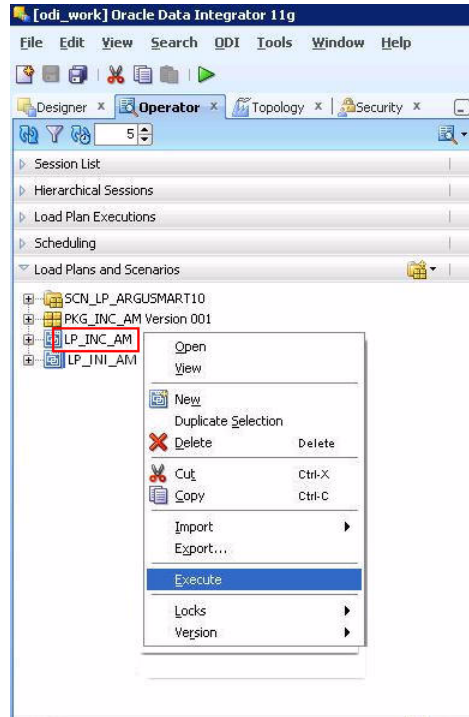 [odi_work] Oracle Data Integrator 11g
File Edit View Search ODI Tools Window Help
Designer x Operator x Topology x Security x
5
Session List
Hierarchical Sessions
Load Plan Executions
Scheduling
Load Plans and Scenarios
SCN_LP_ARGUSMART10
PKG_INC_AM Version 001
LP_INC_AM
LP_INI_AM
Open
View
New
Duplicate Selection
Delete Delete
Cut Ctrl-X
Copy Ctrl-C
Import
Export...
Execute
Locks
Version